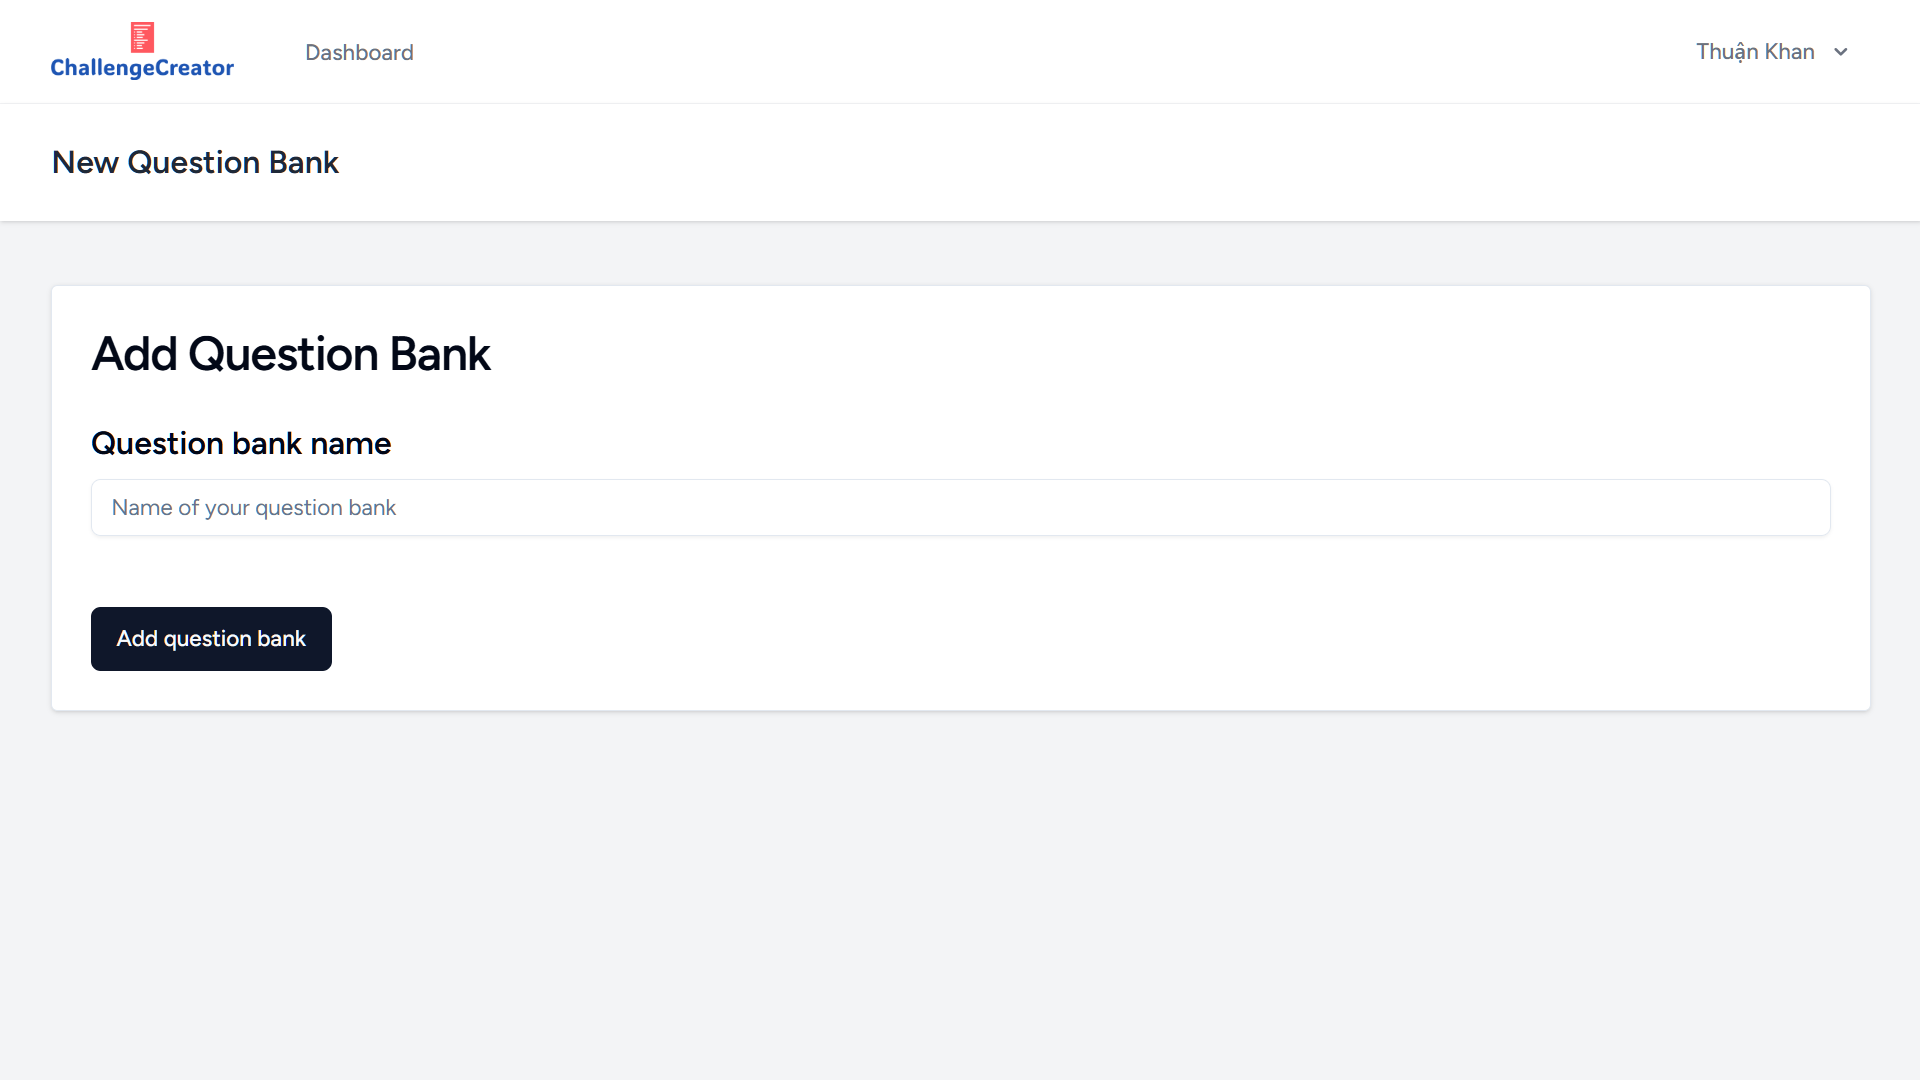 ChallengeCreator
Dashboard
Thuận Khan
New Question Bank
Add Question Bank
Question bank name
Name of your question bank
Add question bank